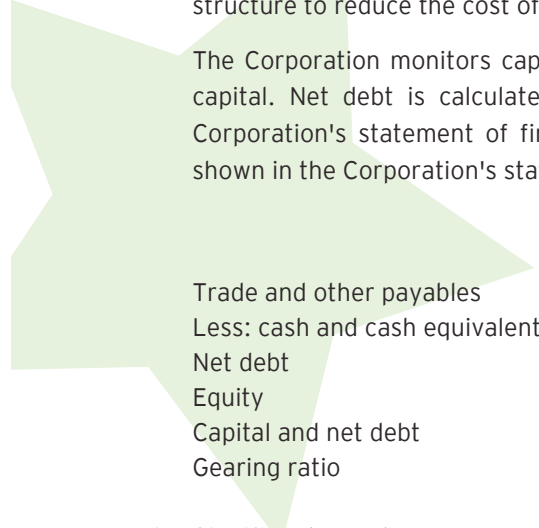 structure to reduce the cost of
The Corporation monitors cap
capital. Net debt is calculate
Corporation's statement of fi
shown in the Corporation's sta
Trade and other payables
Less: cash and cash equivalent
Net debt
Equity
Capital and net debt
Gearing ratio